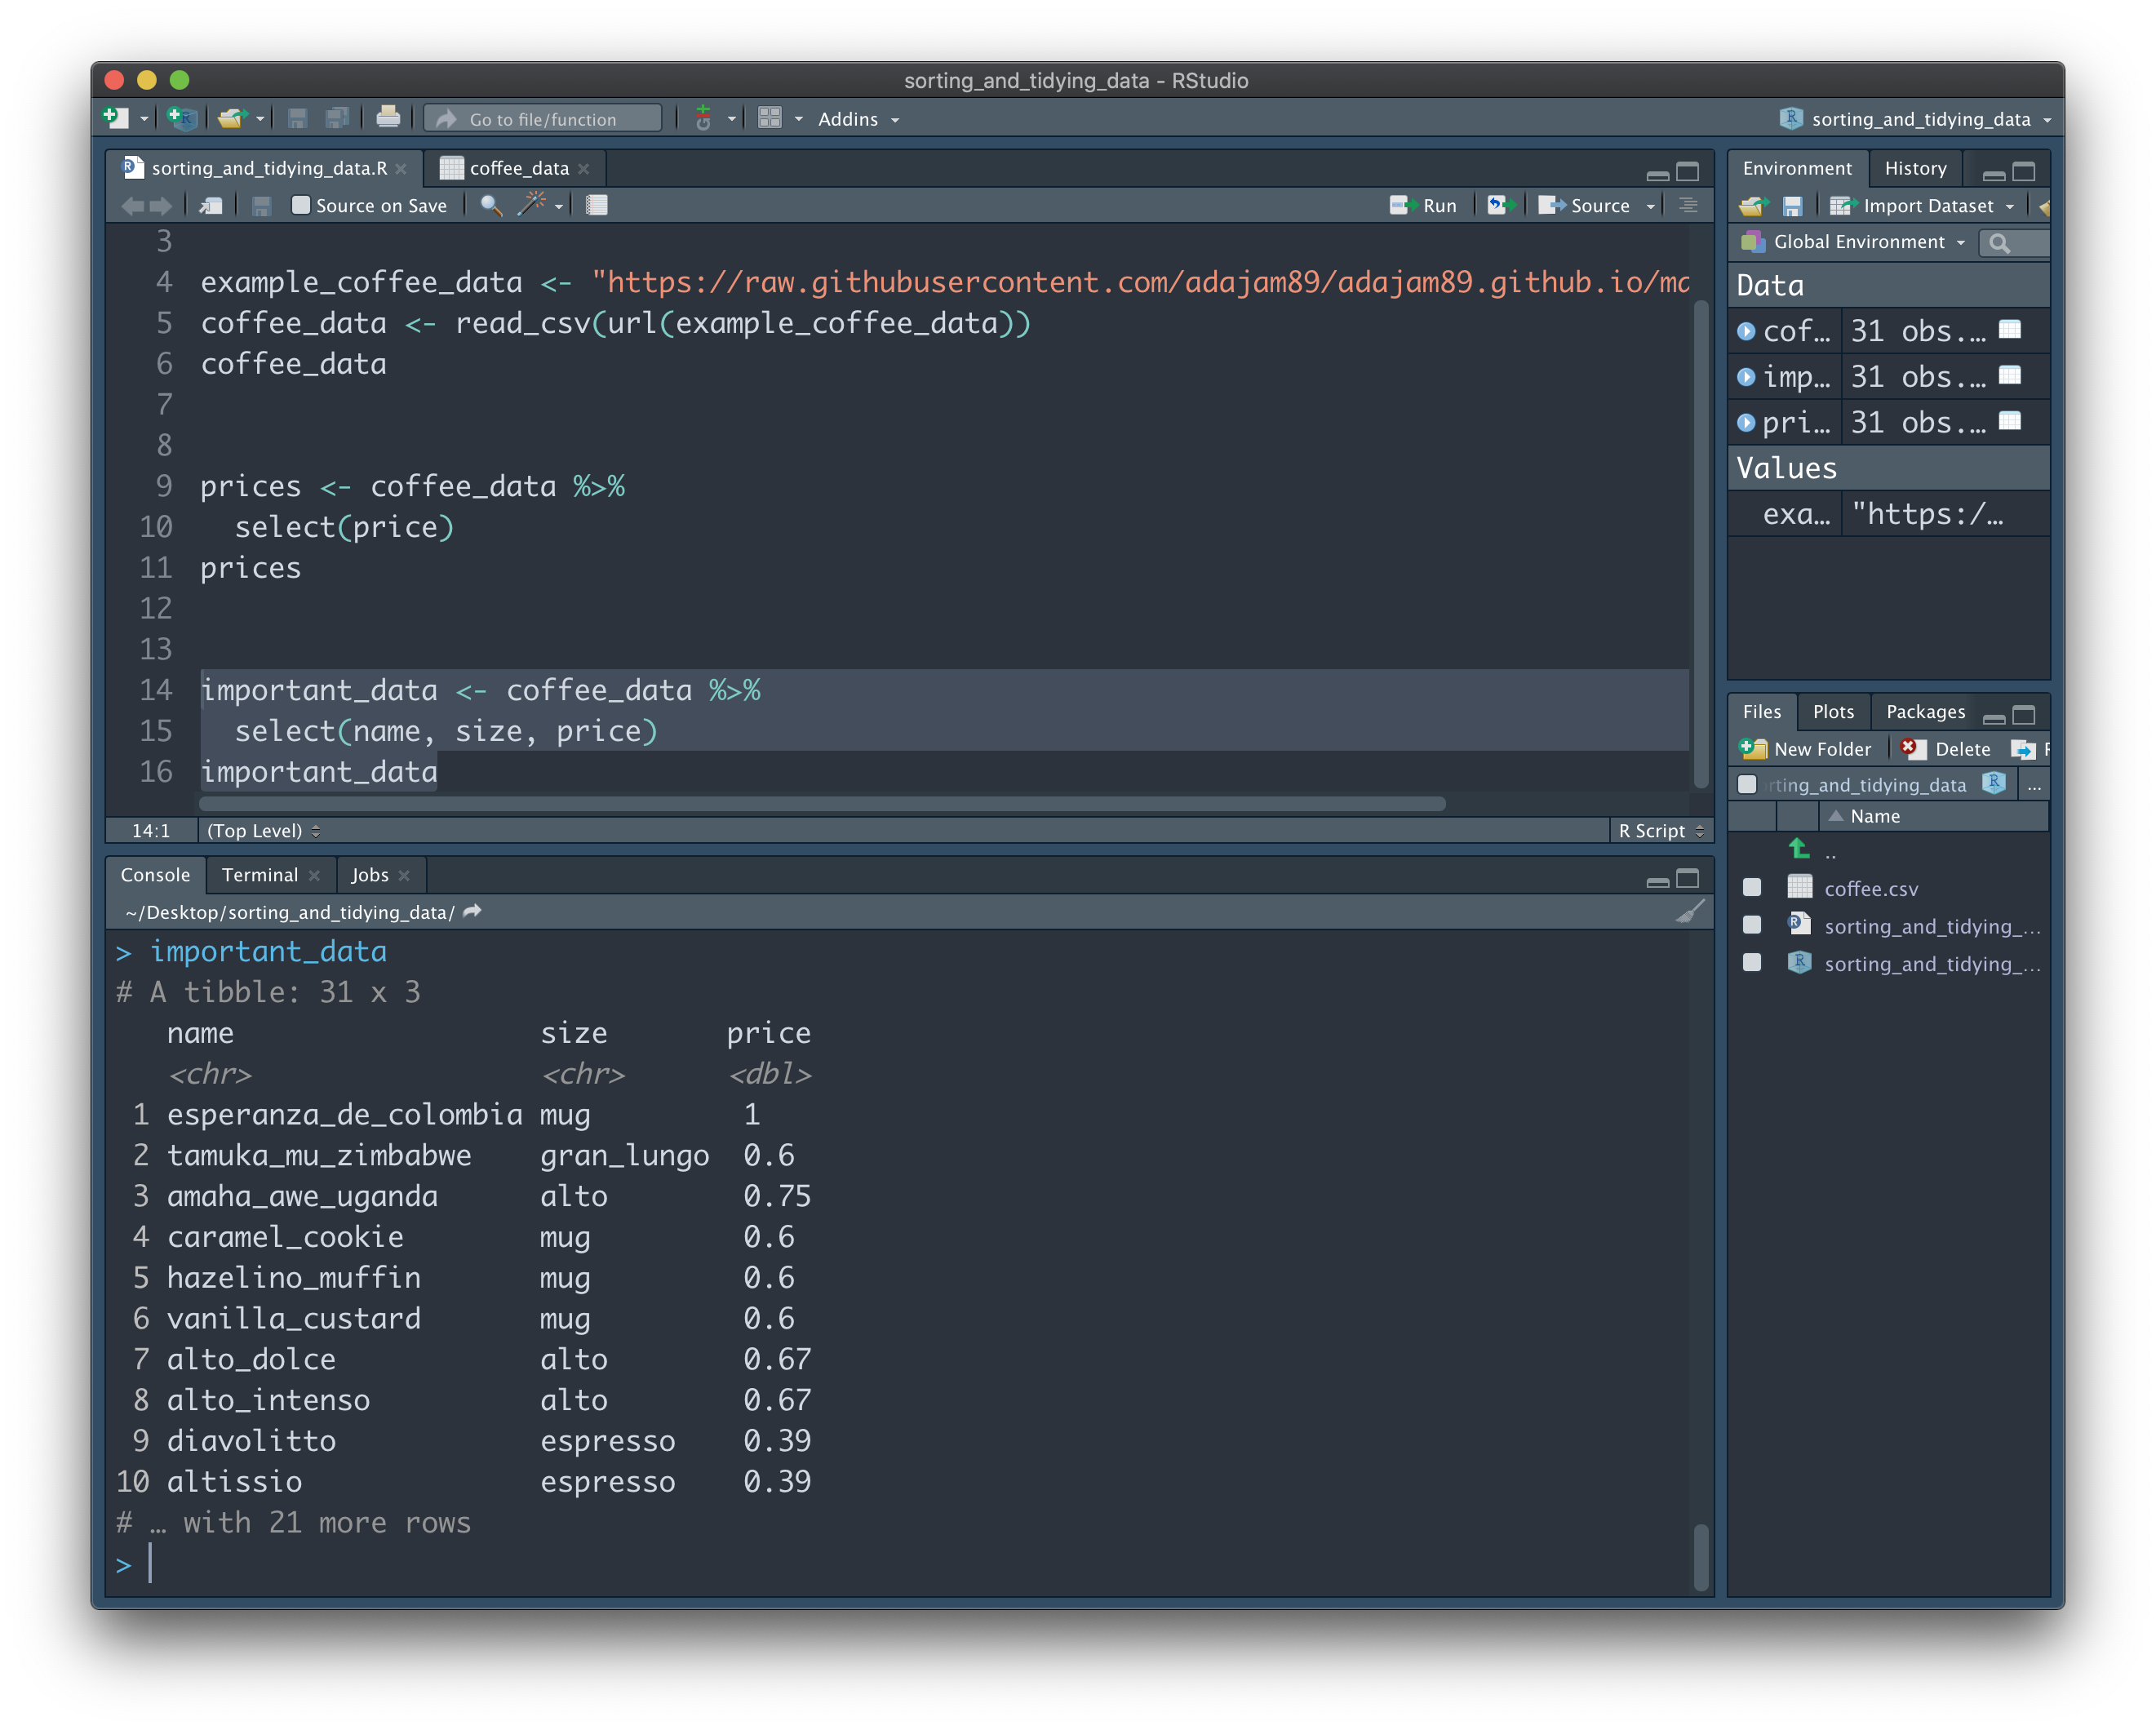 sorting_and_tidying_data - RStudio
Go to file/function Addins sorting_and_tidying_data
sorting_and_tidying_data.R coffee_data
Source on Save Run Source
3
4 example_coffee_data <- "https://raw.githubusercontent.com/adajam89/adajam89.github.io/ma
5 coffee_data <- read_csv(url(example_coffee_data))
6 coffee_data
7
8
9 prices <- coffee_data %>%
10 select(price)
11 prices
12
13
14 important_data <- coffee_data %>%
15 select(name, size, price)
16 important_data
14:1 (Top Level) R Script
Console Terminal Jobs
~/Desktop/sorting_and_tidying_data/
> important_data
# A tibble: 31 x 3
name size price
<chr> <chr> <dbl>
1 esperanza_de_colombia mug 1
2 tamuka_mu_zimbabwe gran_lungo 0.6
3 amaha_awe_uganda alto 0.75
4 caramel_cookie mug 0.6
5 hazelino_muffin mug 0.6
6 vanilla_custard mug 0.6
7 alto_dolce alto 0.67
8 alto_intenso alto 0.67
9 diavolitto espresso 0.39
10 altissio espresso 0.39
# … with 21 more rows
>
Environment History
Import Dataset
Global Environment
Data
cof… 31 obs.…
imp… 31 obs.…
pri… 31 obs.…
Values
exa… "https:/…
Files Plots Packages
New Folder Delete R
rting_and_tidying_data ...
Name
..
coffee.csv
sorting_and_tidying_...
sorting_and_tidying_...